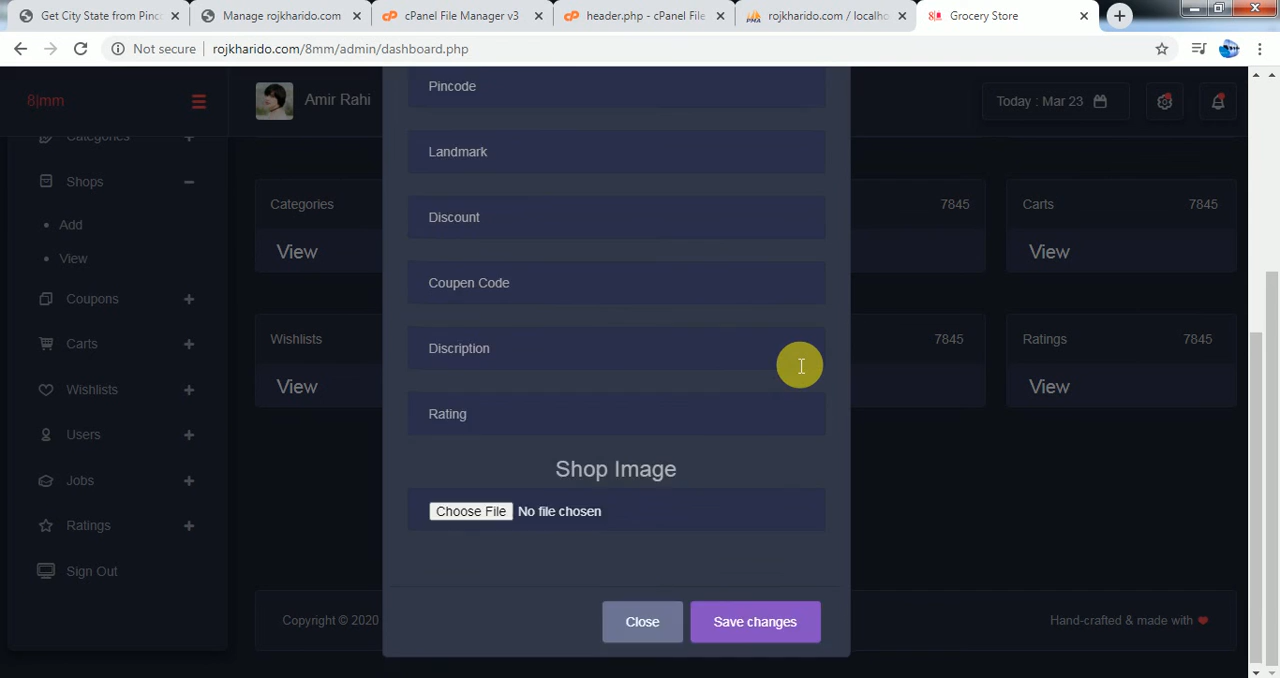 Get City State from Pinc
Manage rojkharido.com
cPanel File Manager v3
header.php - cPanel File
rojkharido.com / localho
Grocery Store
Not secure
rojkharido.com/8mm/admin/dashboard.php
8|mm
Amir Rahi
Today : Mar 23
Categories
Shops
Add
View
Coupons
Carts
Wishlists
Users
Jobs
Ratings
Sign Out
Categories
View
7845
Carts 7845
View
Wishlists
View
7845
Ratings 7845
View
Pincode
Landmark
Discount
Coupen Code
Discription
Rating
Shop Image
Choose File No file chosen
Close
Save changes
Copyright © 2020
Hand-crafted & made with